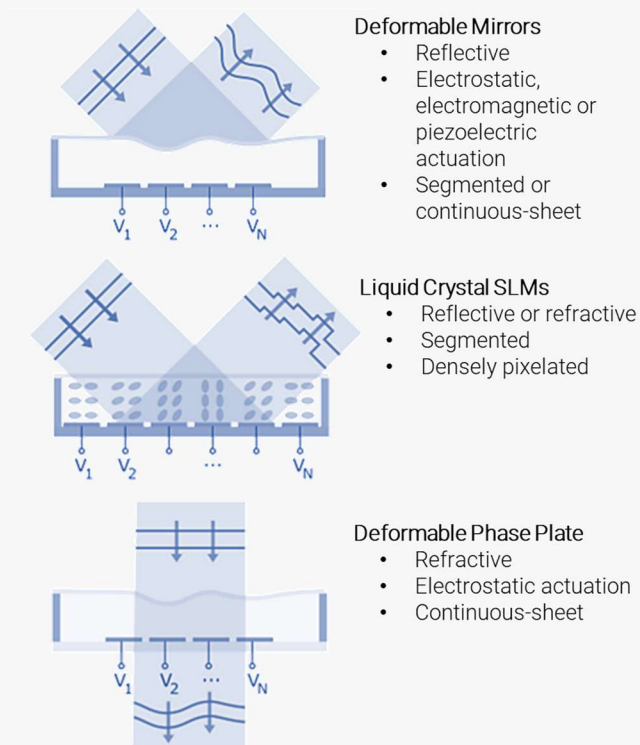 Deformable Mirrors
• Reflective
• Electrostatic,
electromagnetic or
piezoelectric
actuation
• Segmented or
continuous-sheet
V1 V2 ... VN
Liquid Crystal SLMs
• Reflective or refractive
• Segmented
• Densely pixelated
V1 V2 ... VN
Deformable Phase Plate
• Refractive
• Electrostatic actuation
• Continuous-sheet
V1 V2 ... VN